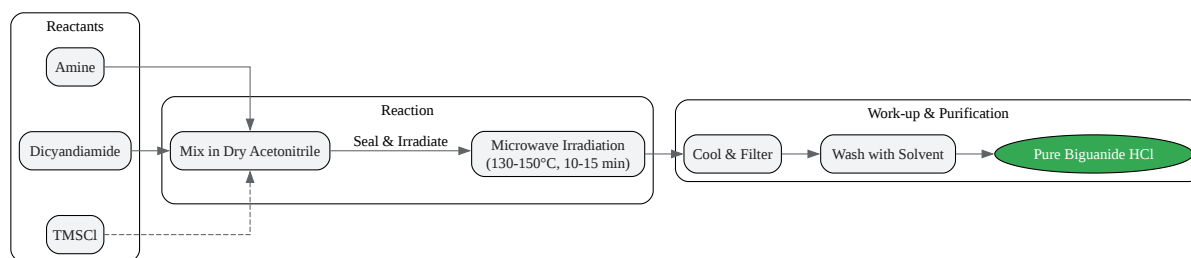 Reactants
Amine
Dicyandiamide
TMSCl
Reaction
Mix in Dry Acetonitrile
Seal & Irradiate
Microwave Irradiation
(130-150°C, 10-15 min)
Work-up & Purification
Cool & Filter
Wash with Solvent
Pure Biguanide HCl